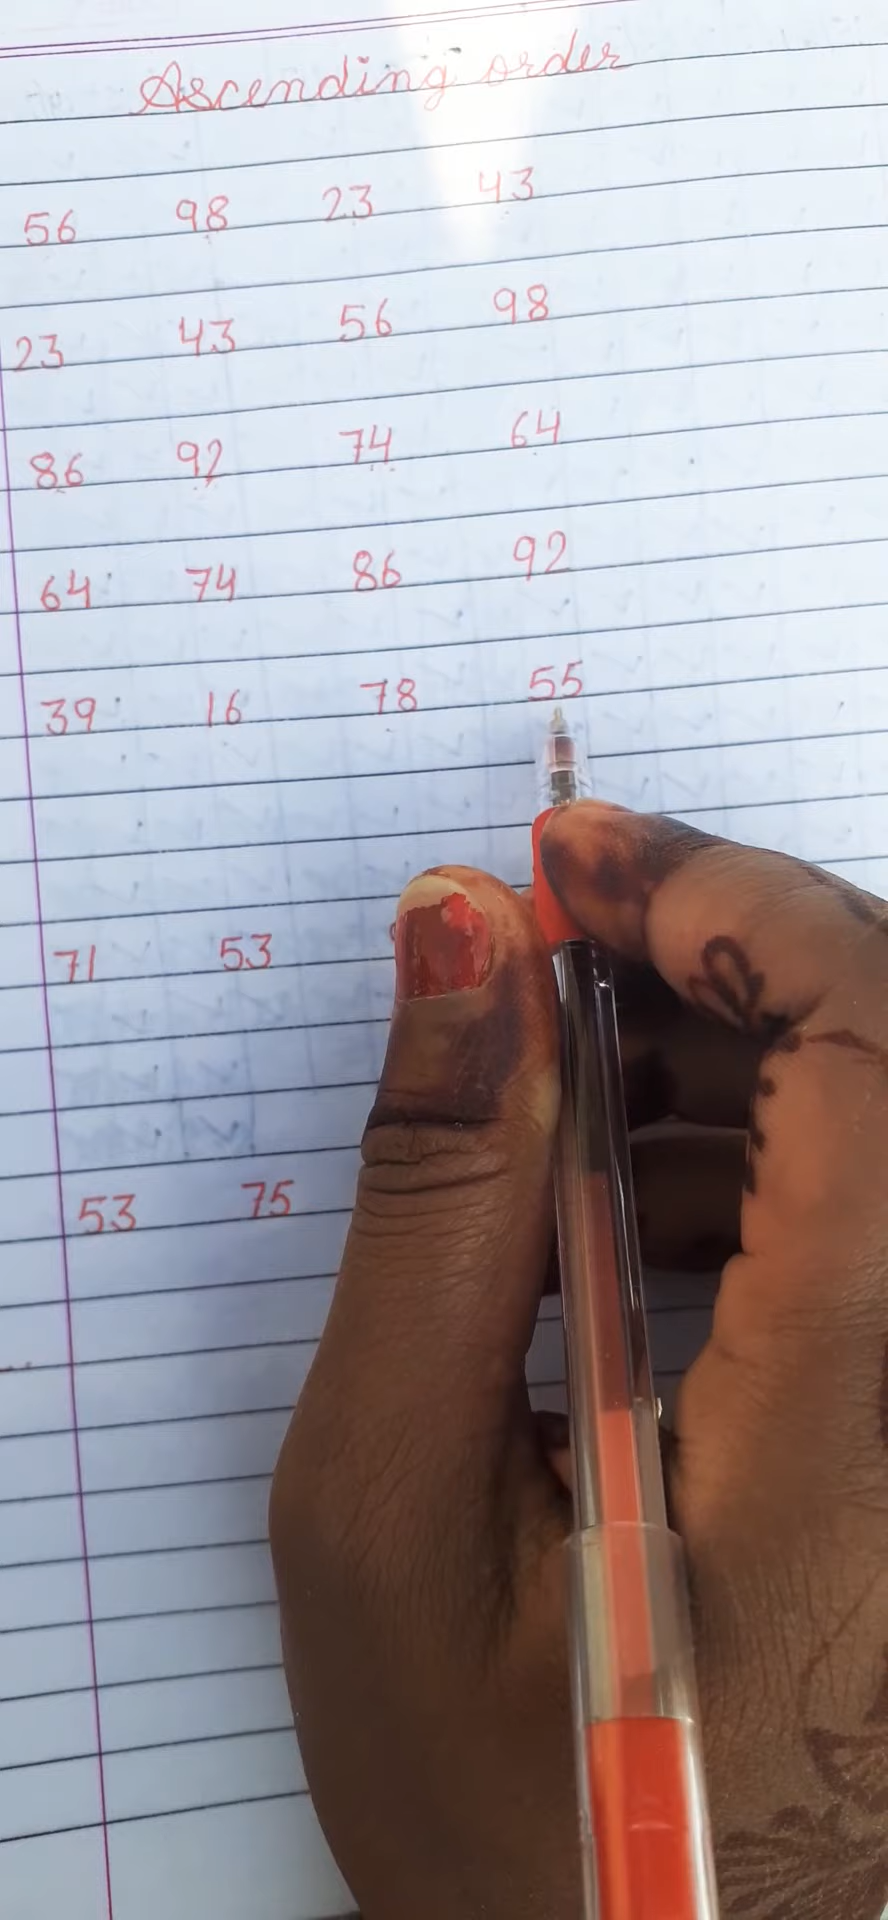 Ascending order
56 98 23 43
23 43 56 98
86 92 74 64
64 74 86 92
39 16 78 55
71 53
53 75